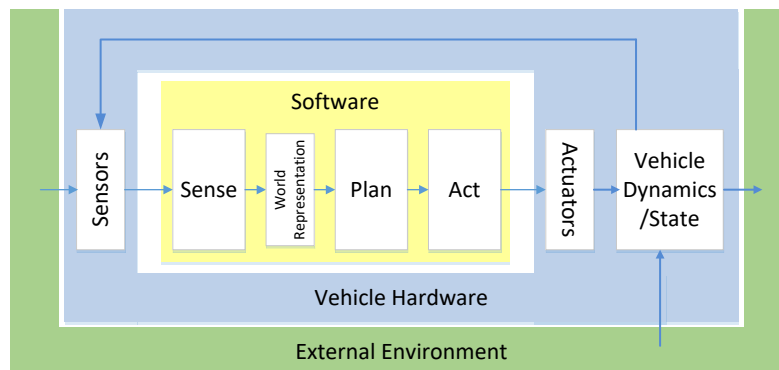 Software
Sensors
Sense
World
Representation
Plan
Act
Actuators
Vehicle
Dynamics
/State
Vehicle Hardware
External Environment